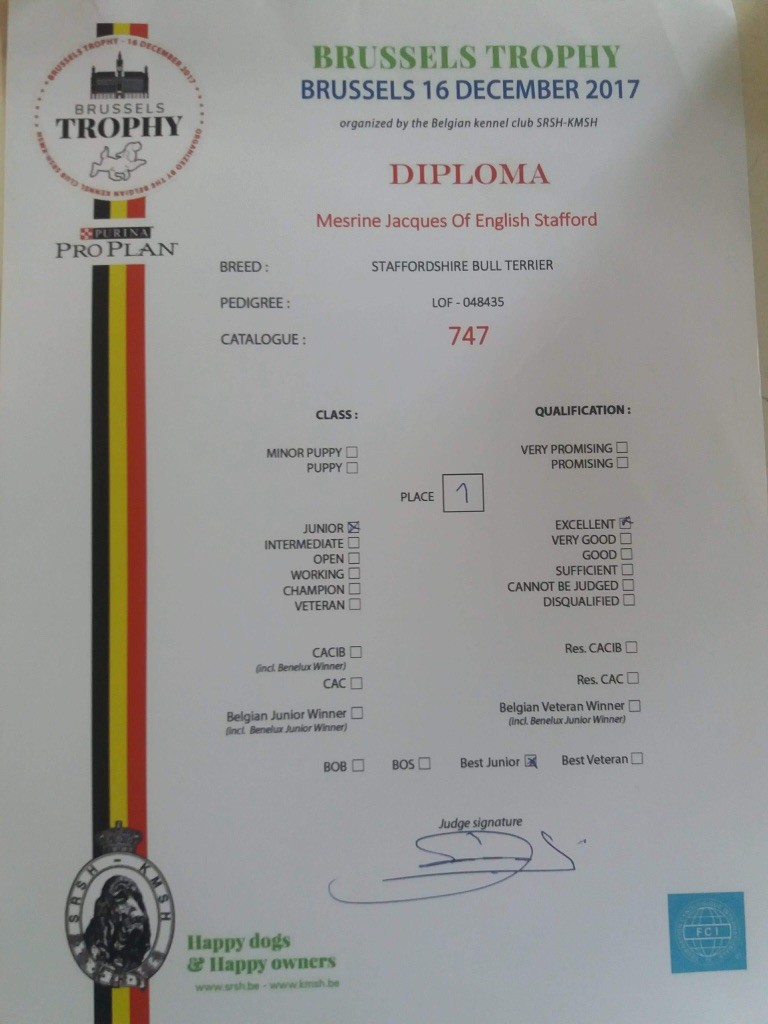 BRUSSELS TROPHY - 16 DECEMBER 2017
BRUSSELS
TROPHY
ORGANIZED BY THE BELGIAN KENNEL CLUB SRSH-KMSH
PURINA
PRO PLAN
BRUSSELS TROPHY
BRUSSELS 16 DECEMBER 2017
organized by the Belgian kennel club SRSH-KMSH
DIPLOMA
Mesrine Jacques Of English Stafford
BREED : STAFFORDSHIRE BULL TERRIER
PEDIGREE : LOF - 048435
CATALOGUE : 747
CLASS : QUALIFICATION :
MINOR PUPPY VERY PROMISING
PUPPY PROMISING
PLACE 1
JUNIOR EXCELLENT
INTERMEDIATE VERY GOOD
OPEN GOOD
WORKING SUFFICIENT
CHAMPION CANNOT BE JUDGED
VETERAN DISQUALIFIED
CACIB Res. CACIB
(incl. Benelux Winner)
CAC Res. CAC
Belgian Junior Winner Belgian Veteran Winner
(incl. Benelux Junior Winner) (incl. Benelux Junior Winner)
BOB BOS Best Junior Best Veteran
Judge signature
SRSH - KMSH
Happy dogs
& Happy owners
www.srsh.be - www.kmsh.be
FCI